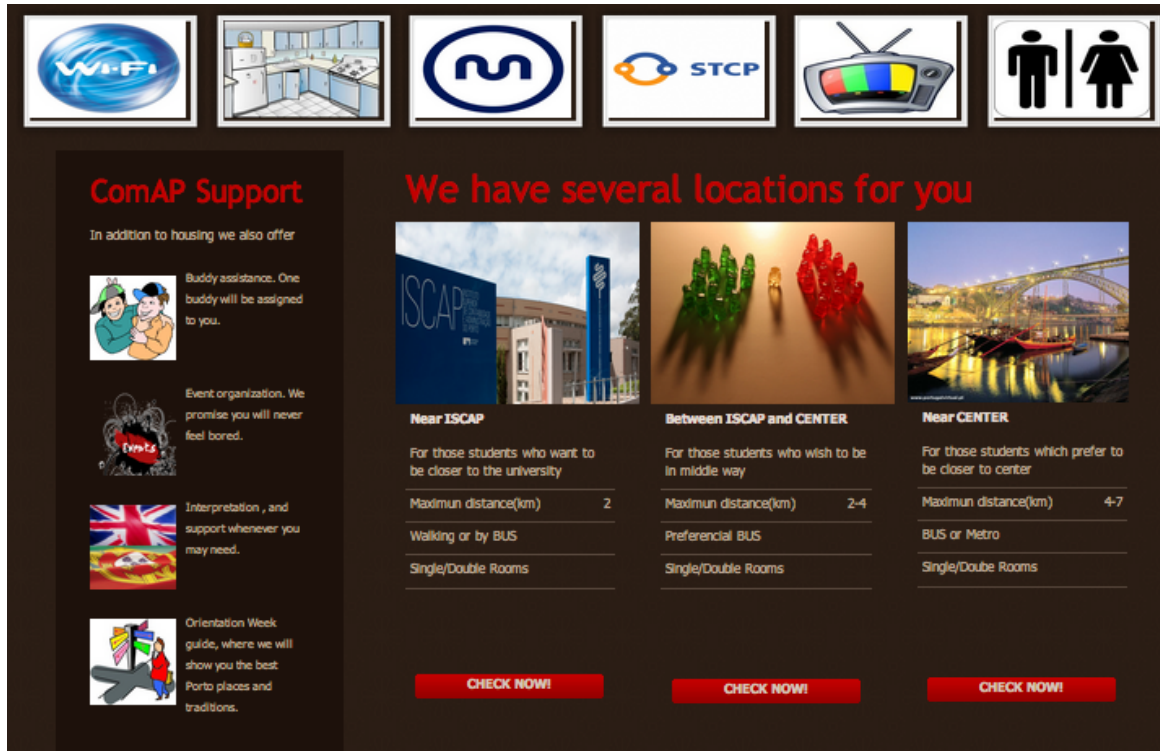 Wi-Fi
STCP
ComAP Support
In addition to housing we also offer
Buddy assistance. One
buddy will be assigned
to you.
Event organization. We
promise you will never
feel bored.
Events
Interpretation , and
support whenever you
may need.
Orientation Week
guide, where we will
show you the best
Porto places and
traditions.
We have several locations for you
ISCAP
Near ISCAP
For those students who want to
be closer to the university
Maximun distance(km) 2
Walking or by BUS
Single/Double Rooms
CHECK NOW!
Between ISCAP and CENTER
For those students who wish to be
in middle way
Maximun distance(km) 2-4
Preferencial BUS
Single/Double Rooms
CHECK NOW!
Near CENTER
For those students which prefer to
be closer to center
Maximun distance(km) 4-7
BUS or Metro
Single/Doube Rooms
CHECK NOW!